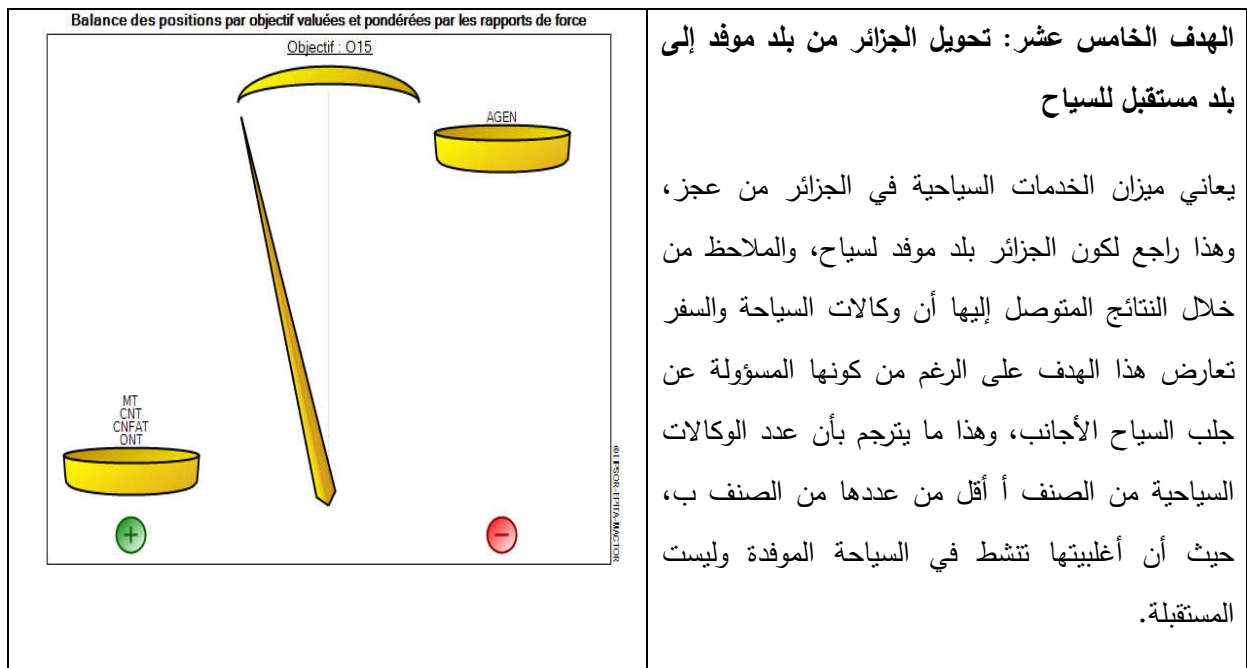 Balance des positions par objectif valuées et pondérées par les rapports de force
Objectif : O15
AGEN
MT
CNT
CNFAT
ONT
+
−
© LIPSOR-EPITA-MACTOR
الهدف الخامس عشر: تحويل الجزائر من بلد موفد إلى
بلد مستقبل للسياح
يعاني ميزان الخدمات السياحية في الجزائر من عجز،
وهذا راجع لكون الجزائر بلد موفد لسياح، والملاحظ من
خلال النتائج المتوصل إليها أن وكالات السياحة والسفر
تعارض هذا الهدف على الرغم من كونها المسؤولة عن
جلب السياح الأجانب، وهذا ما يترجم بأن عدد الوكالات
السياحية من الصنف أ أقل من عددها من الصنف ب،
حيث أن أغلبيتها تتشط في السياحة الموفدة وليست
المستقبلة.